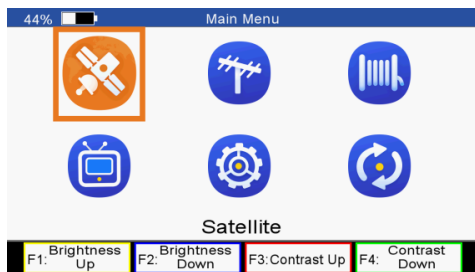 44%
Main Menu
Satellite
F1: Brightness Up
F2: Brightness Down
F3:Contrast Up
F4: Contrast Down